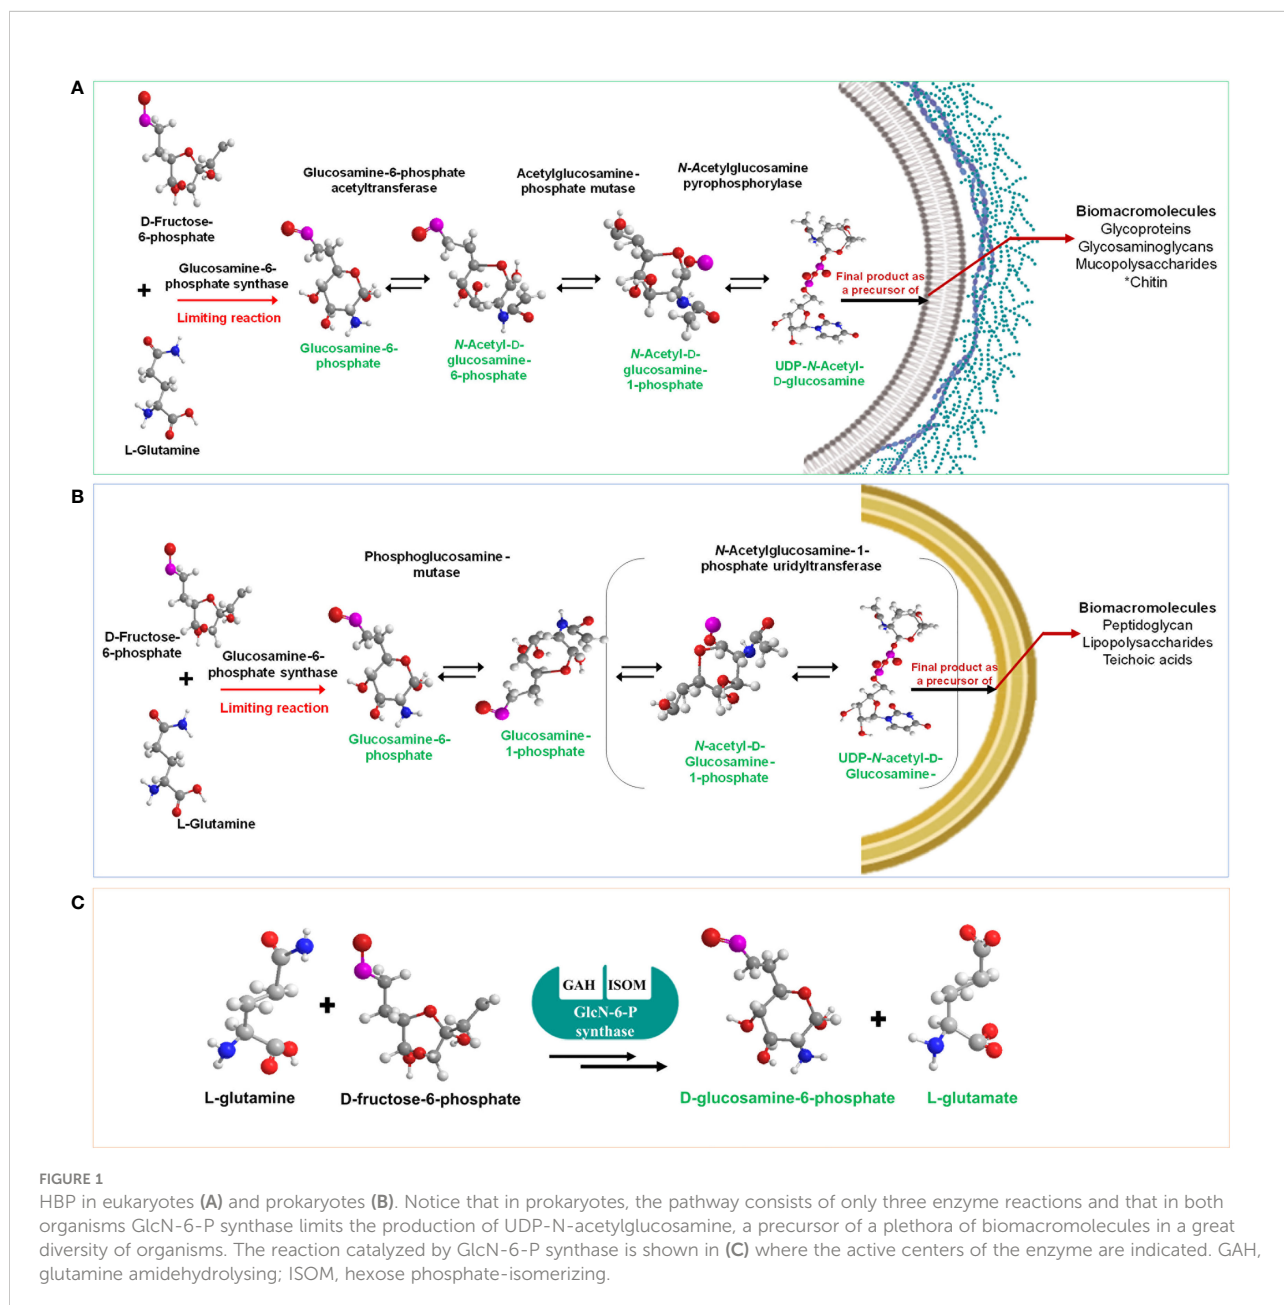 A
D-Fructose-
6-phosphate
+
L-Glutamine
Glucosamine-6-
phosphate synthase
Limiting reaction
Glucosamine-6-phosphate
acetyltransferase
Acetylglucosamine-
phosphate mutase
N-Acetylglucosamine
pyrophosphorylase
Glucosamine-6-
phosphate
N-Acetyl-D-
glucosamine-
6-phosphate
N-Acetyl-D-
glucosamine-
1-phosphate
UDP-N-Acetyl-
D-glucosamine
Final product as
a precursor of
Biomacromolecules
Glycoproteins
Glycosaminoglycans
Mucopolysaccharides
*Chitin
B
D-Fructose-
6-phosphate
+
L-Glutamine
Glucosamine-6-
phosphate synthase
Limiting reaction
Phosphoglucosamine-
mutase
N-Acetylglucosamine-1-
phosphate uridyltransferase
Glucosamine-6-
phosphate
Glucosamine-
1-phosphate
N-acetyl-D-
Glucosamine-
1-phosphate
UDP-N-acetyl-D-
Glucosamine-
Final product as
a precursor of
Biomacromolecules
Peptidoglycan
Lipopolysaccharides
Teichoic acids
C
L-glutamine
+
D-fructose-6-phosphate
GAH ISOM
GlcN-6-P
synthase
D-glucosamine-6-phosphate
+
L-glutamate
FIGURE 1
HBP in eukaryotes (A) and prokaryotes (B). Notice that in prokaryotes, the pathway consists of only three enzyme reactions and that in both
organisms GlcN-6-P synthase limits the production of UDP-N-acetylglucosamine, a precursor of a plethora of biomacromolecules in a great
diversity of organisms. The reaction catalyzed by GlcN-6-P synthase is shown in (C) where the active centers of the enzyme are indicated. GAH,
glutamine amidehydrolysing; ISOM, hexose phosphate-isomerizing.